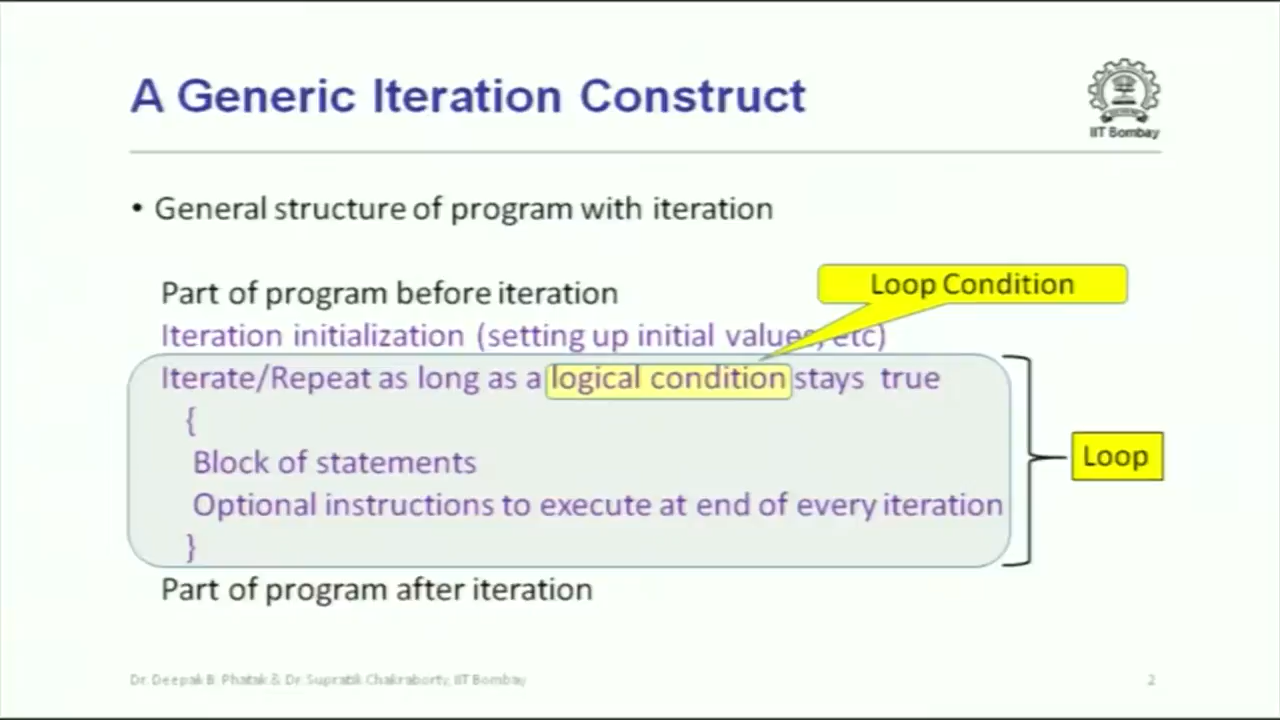 A Generic Iteration Construct
IIT Bombay
• General structure of program with iteration
Loop Condition
Part of program before iteration
Iteration initialization (setting up initial values, etc)
Iterate/Repeat as long as a logical condition stays true
{
Block of statements
Loop
Optional instructions to execute at end of every iteration
}
Part of program after iteration
Dr. Deepak B. Phatak & Dr. Supratik Chakraborty, IIT Bombay
2